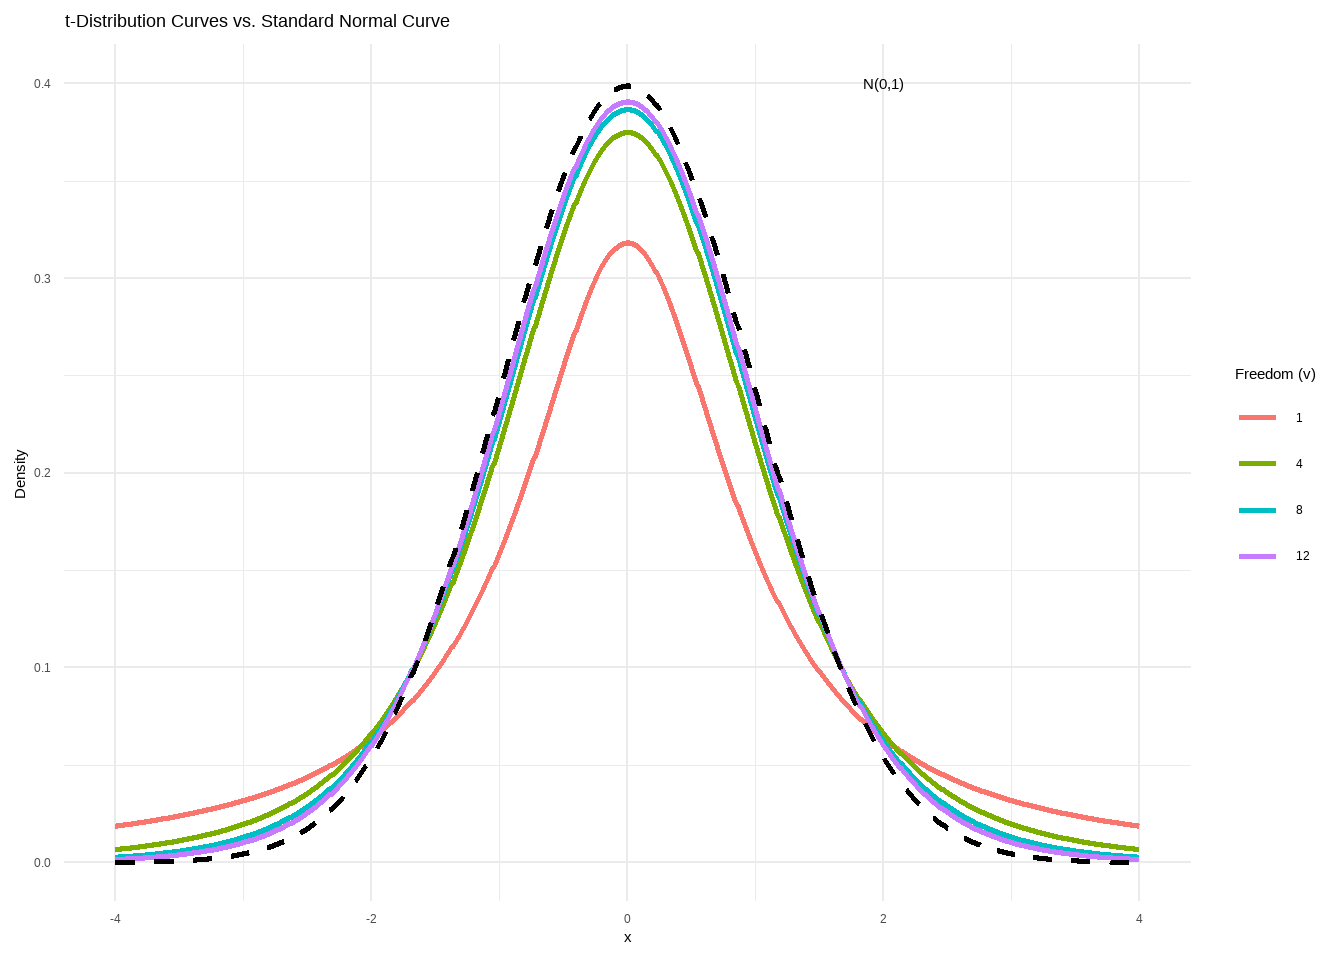 t-Distribution Curves vs. Standard Normal Curve
N(0,1)
0.4
0.3
0.2
0.1
0.0
Density
-4
-2
0
2
4
x
Freedom (v)
1
4
8
12